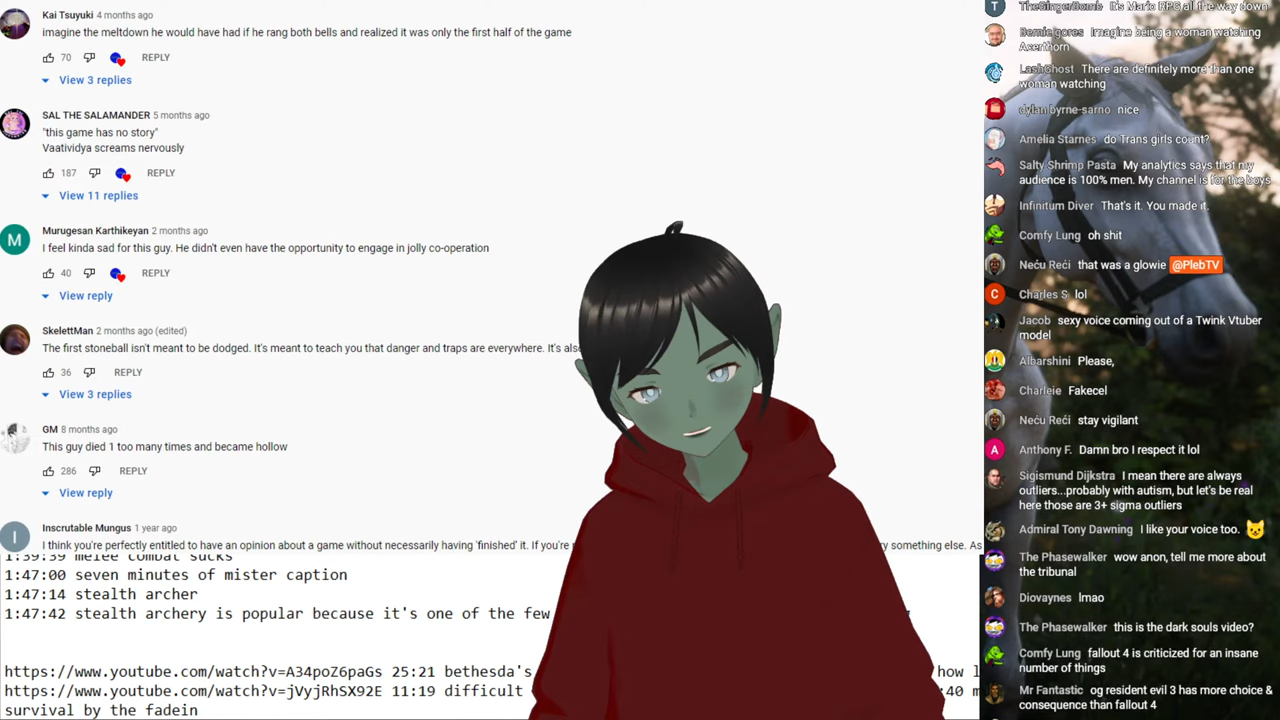 Kai Tsuyuki 4 months ago
imagine the meltdown he would have had if he rang both bells and realized it was only the first half of the game
70 REPLY
View 3 replies
SAL THE SALAMANDER 5 months ago
"this game has no story"
Vaatividya screams nervously
187 REPLY
View 11 replies
M
Murugesan Karthikeyan 2 months ago
I feel kinda sad for this guy. He didn't even have the opportunity to engage in jolly co-operation
40 REPLY
View reply
SkelettMan 2 months ago (edited)
The first stoneball isn't meant to be dodged. It's meant to teach you that danger and traps are everywhere. It's also
36 REPLY
View 3 replies
GM 8 months ago
This guy died 1 too many times and became hollow
286 REPLY
View reply
I
Inscrutable Mungus 1 year ago
I think you're perfectly entitled to have an opinion about a game without necessarily having 'finished' it. If you're
something else. As
1:39:39 melee combat sucks
1:47:00 seven minutes of mister caption
1:47:14 stealth archer
1:47:42 stealth archery is popular because it's one of the few
https://www.youtube.com/watch?v=A34poZ6paGs 25:21 bethesda's
how l
https://www.youtube.com/watch?v=jVyjRhSX92E 11:19 difficult
:40 m
survival by the fadein
T
TheGingerBomb It's Mario RPG all the way down
Bernie gores Imagine being a woman watching
Axerthorn
LashGhost There are definitely more than one
woman watching
dylan byrne-sarno nice
Amelia Starnes do Trans girls count?
Salty Shrimp Pasta My analytics says that my
audience is 100% men. My channel is for the boys
Infinitum Diver That's it. You made it.
Comfy Lung oh shit
Neću Reći that was a glowie @PlebTV
C
Charles S lol
Jacob sexy voice coming out of a Twink Vtuber
model
Albarshini Please,
Charleie Fakecel
Neću Reći stay vigilant
A
Anthony F. Damn bro I respect it lol
Sigismund Dijkstra I mean there are always
outliers...probably with autism, but let's be real
here those are 3+ sigma outliers
Admiral Tony Dawning I like your voice too.
The Phasewalker wow anon, tell me more about
the tribunal
Diovaynes lmao
The Phasewalker this is the dark souls video?
Comfy Lung fallout 4 is criticized for an insane
number of things
Mr Fantastic og resident evil 3 has more choice &
consequence than fallout 4